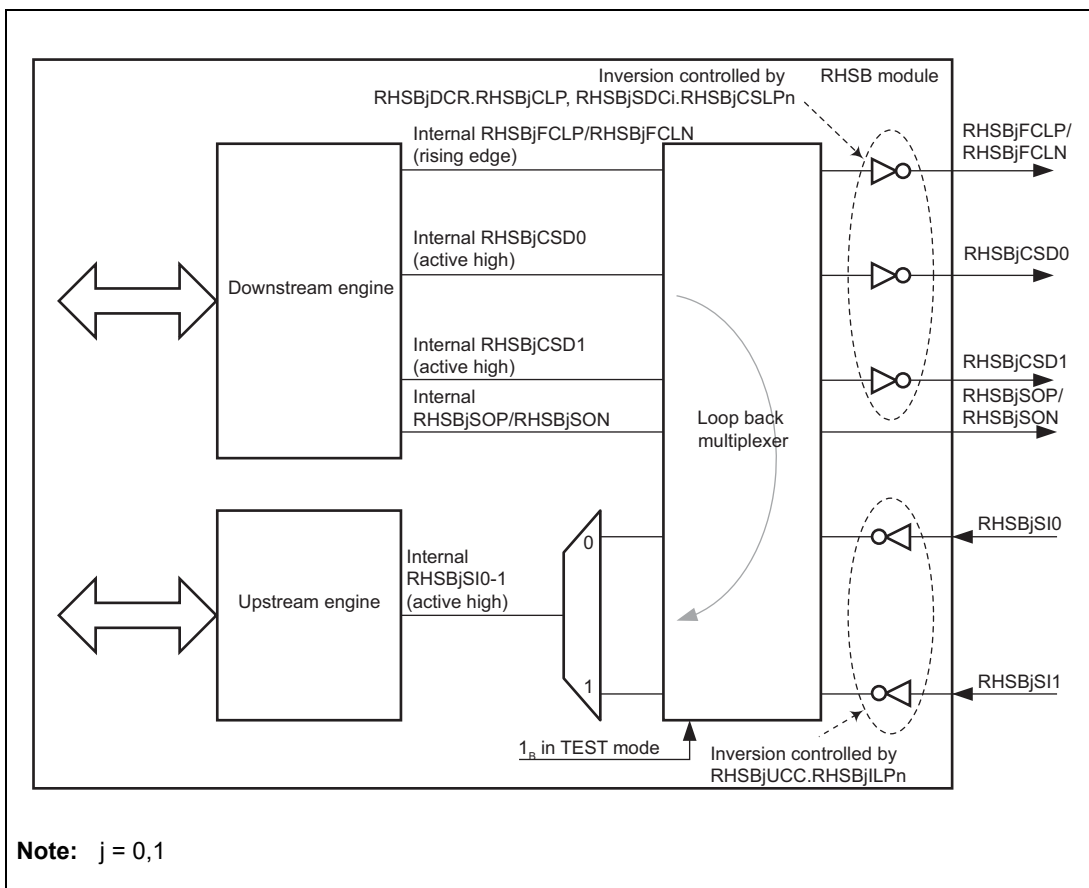 Inversion controlled by
RHSBjDCR.RHSBjCLP, RHSBjSDCi.RHSBjCSLPn
RHSB module
Internal RHSBjFCLP/RHSBjFCLN
(rising edge)
RHSBjFCLP/
RHSBjFCLN
Internal RHSBjCSD0
(active high)
RHSBjCSD0
Downstream engine
Internal RHSBjCSD1
(active high)
RHSBjCSD1
Internal
RHSBjSOP/RHSBjSON
RHSBjSOP/
RHSBjSON
Loop back
multiplexer
0
RHSBjSI0
Internal
RHSBjSI0-1
(active high)
Upstream engine
1
RHSBjSI1
1B in TEST mode
Inversion controlled by
RHSBjUCC.RHSBjILPn
Note: j = 0,1